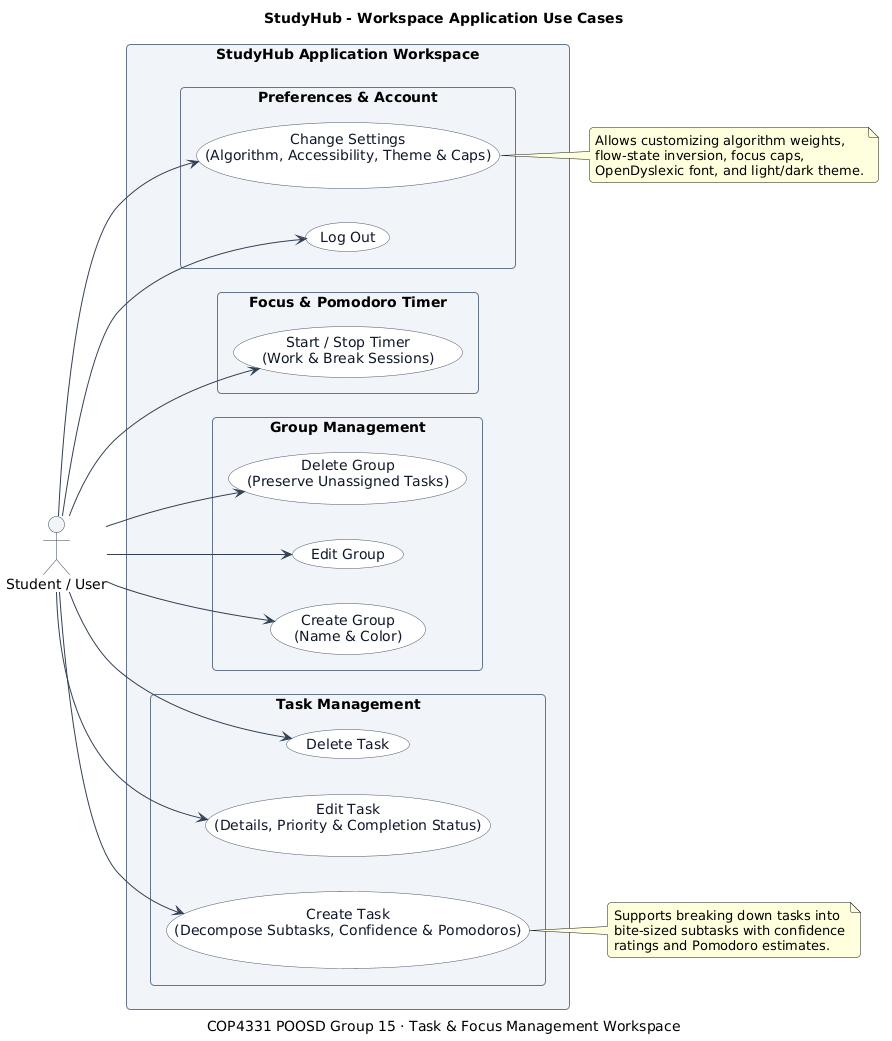 StudyHub - Workspace Application Use Cases
StudyHub Application Workspace
Preferences & Account
Change Settings
(Algorithm, Accessibility, Theme & Caps)
Allows customizing algorithm weights,
flow-state inversion, focus caps,
OpenDyslexic font, and light/dark theme.
Log Out
Focus & Pomodoro Timer
Start / Stop Timer
(Work & Break Sessions)
Group Management
Delete Group
(Preserve Unassigned Tasks)
Edit Group
Student / User
Create Group
(Name & Color)
Task Management
Delete Task
Edit Task
(Details, Priority & Completion Status)
Create Task
(Decompose Subtasks, Confidence & Pomodoros)
Supports breaking down tasks into
bite-sized subtasks with confidence
ratings and Pomodoro estimates.
COP4331 POOSD Group 15 · Task & Focus Management Workspace